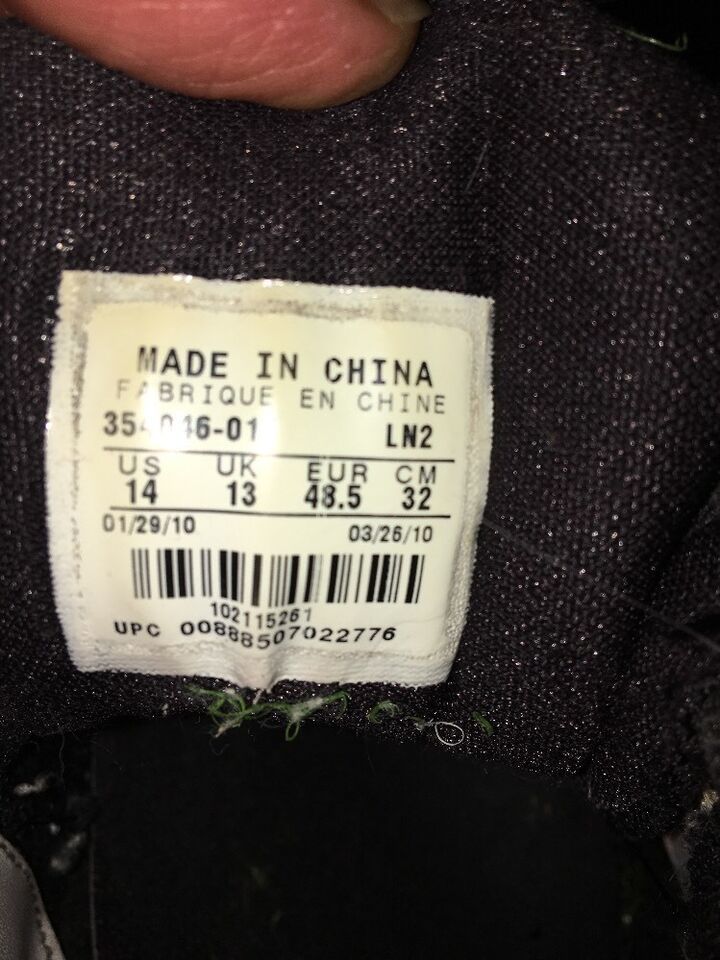 MADE IN CHINA
FABRIQUE EN CHINE
LN2
US UK EUR CM
14 13 48.5 32
01/29/10 03/26/10
102115261
UPC 00888507022776